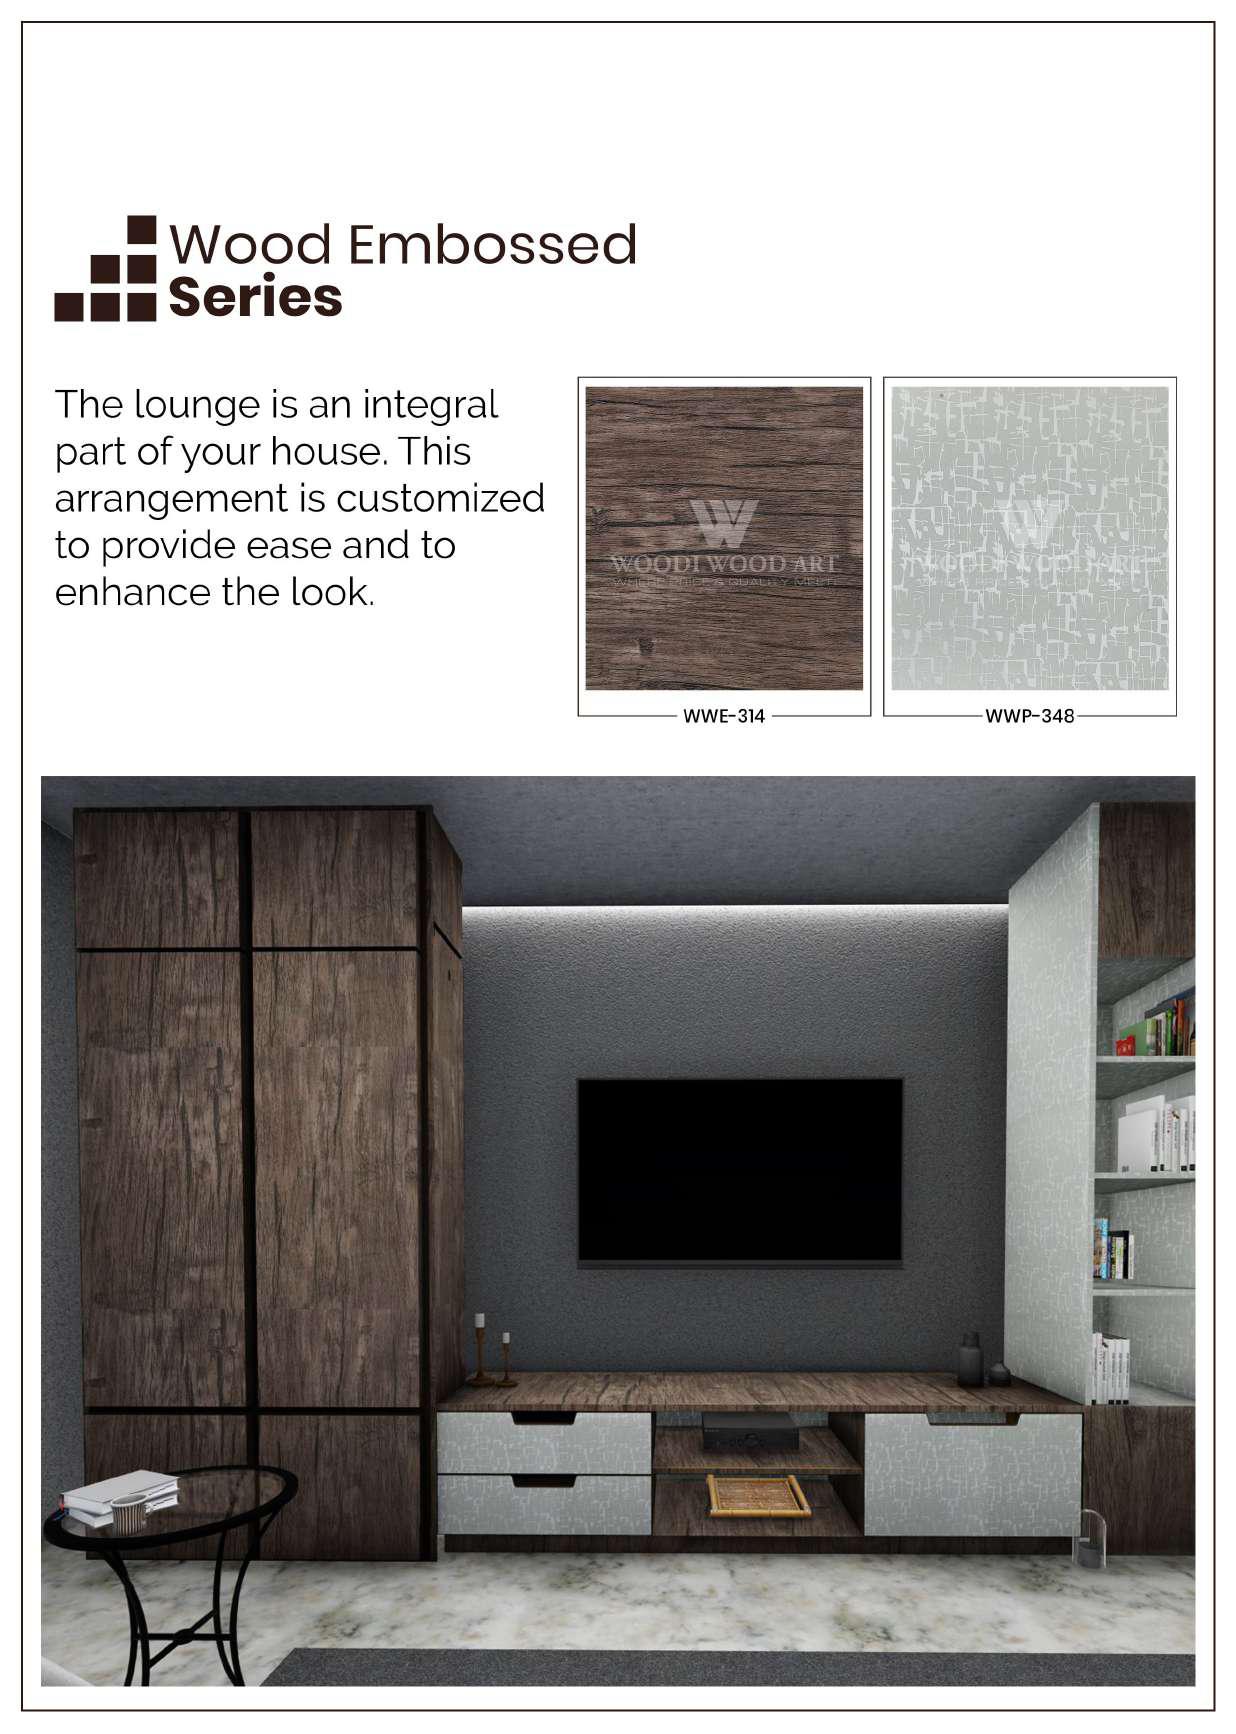 Wood Embossed
Series
The lounge is an integral
part of your house. This
arrangement is customized
to provide ease and to
enhance the look.
WOODI WOOD ART
WHERE PRICE & QUALITY MEET
WOODI WOOD ART
WWE-314
WWP-348